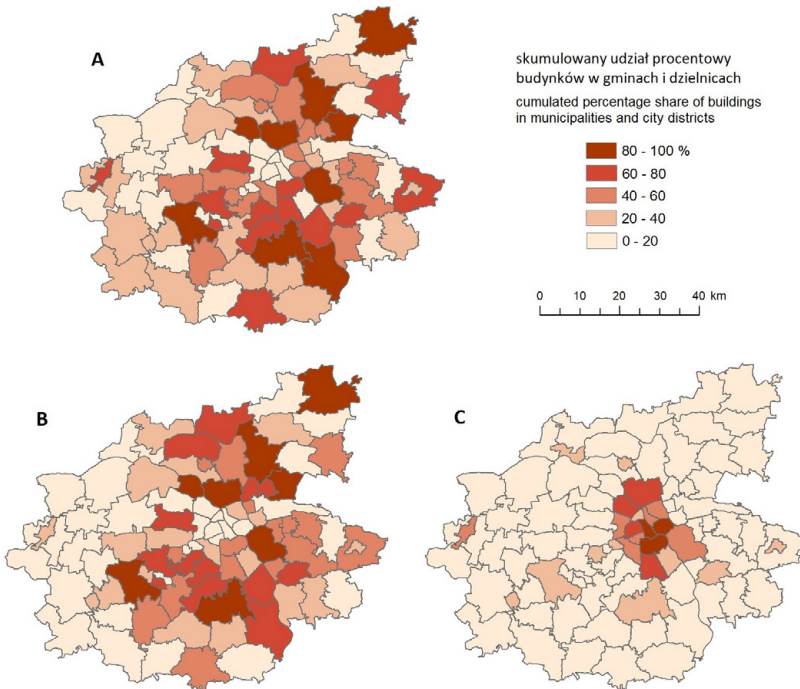 A
skumulowany udział procentowy
budynków w gminach i dzielnicach
cumulated percentage share of buildings
in municipalities and city districts
80 - 100 %
60 - 80
40 - 60
20 - 40
0 - 20
0 10 20 30 40 km
B
C